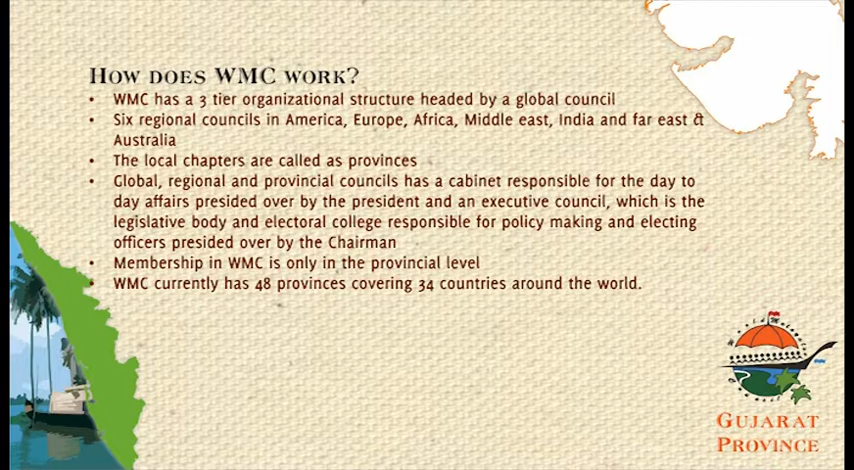 HOW DOES WMC WORK?
• WMC has a 3 tier organizational structure headed by a global council
• Six regional councils in America, Europe, Africa, Middle east, India and far east &
Australia
• The local chapters are called as provinces
• Global, regional and provincial councils has a cabinet responsible for the day to
day affairs presided over by the president and an executive council, which is the
legislative body and electoral college responsible for policy making and electing
officers presided over by the Chairman
• Membership in WMC is only in the provincial level
• WMC currently has 48 provinces covering 34 countries around the world.
World Malayalee
Council
GUJARAT
PROVINCE